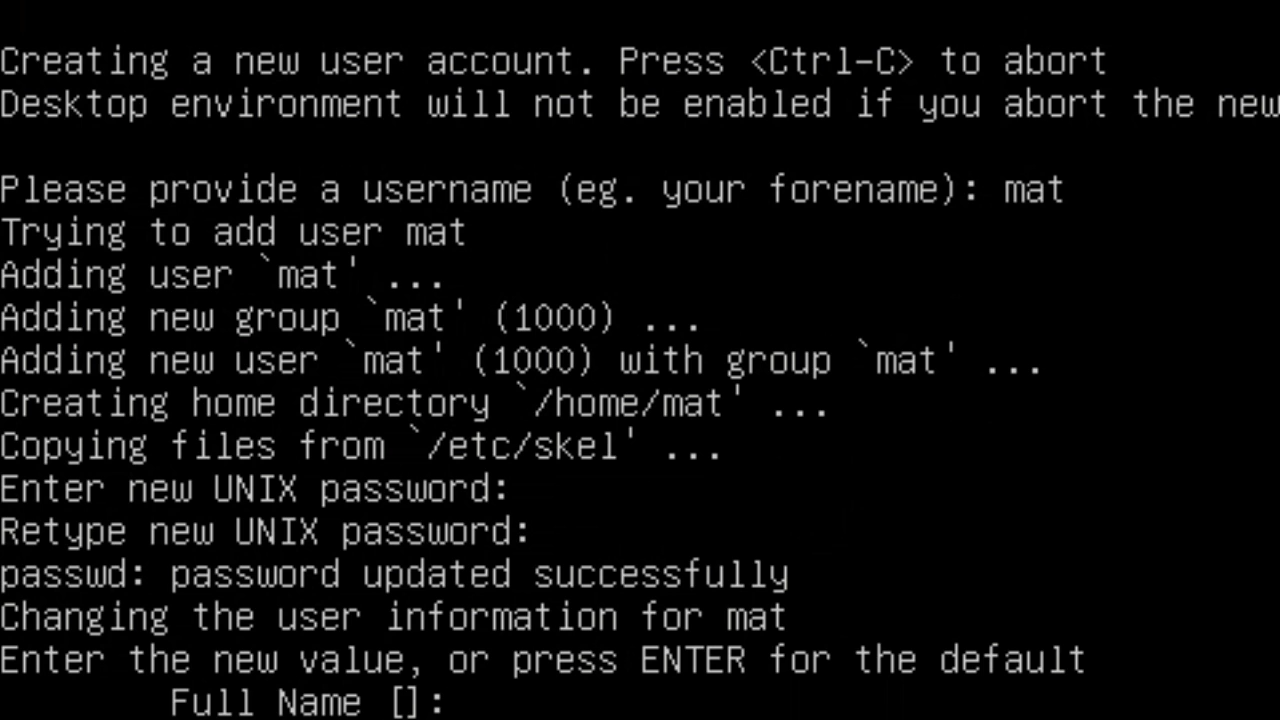 Creating a new user account. Press <Ctrl-C> to abort
Desktop environment will not be enabled if you abort the new
Please provide a username (eg. your forename): mat
Trying to add user mat
Adding user `mat' ...
Adding new group `mat' (1000) ...
Adding new user `mat' (1000) with group `mat' ...
Creating home directory `/home/mat' ...
Copying files from `/etc/skel' ...
Enter new UNIX password:
Retype new UNIX password:
passwd: password updated successfully
Changing the user information for mat
Enter the new value, or press ENTER for the default
Full Name []: